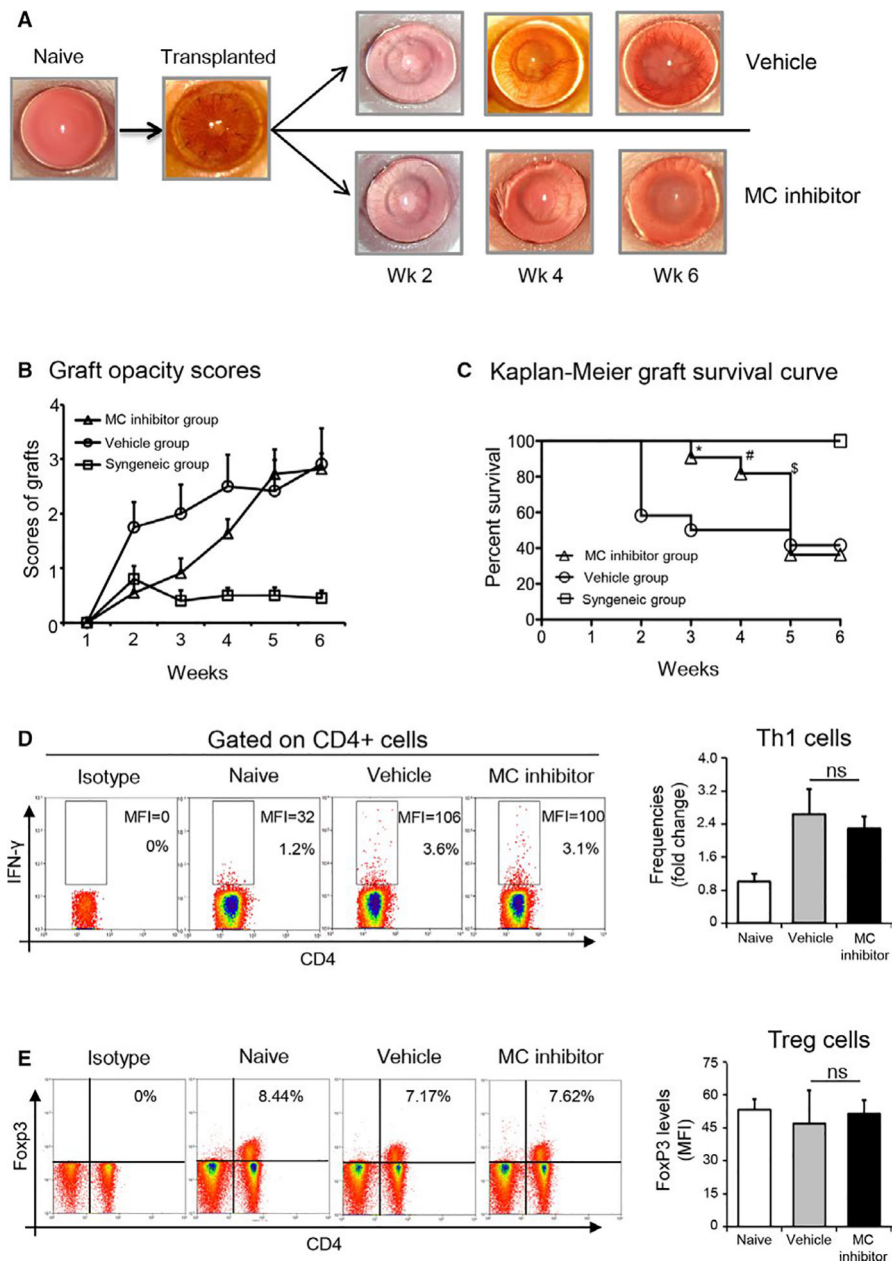 A
Naive
Transplanted
Vehicle
MC inhibitor
Wk 2
Wk 4
Wk 6
B Graft opacity scores
4
3
2
1
0
Scores of grafts
MC inhibitor group
Vehicle group
Syngeneic group
1 2 3 4 5 6
Weeks
C Kaplan-Meier graft survival curve
100
80
60
40
20
0
Percent survival
* # $
MC inhibitor group
Vehicle group
Syngeneic group
0 1 2 3 4 5 6
Weeks
D
Gated on CD4+ cells
Isotype Naive Vehicle MC inhibitor
MFI=0 MFI=32 MFI=106 MFI=100
0% 1.2% 3.6% 3.1%
IFN-γ
CD4
Th1 cells
4.0
3.2
2.4
1.6
0.8
Frequencies
(fold change)
ns
Naive Vehicle MC
inhibitor
E
Isotype Naive Vehicle MC inhibitor
0% 8.44% 7.17% 7.62%
Foxp3
CD4
Treg cells
75
60
45
30
15
0
FoxP3 levels
(MFI)
ns
Naive Vehicle MC
inhibitor